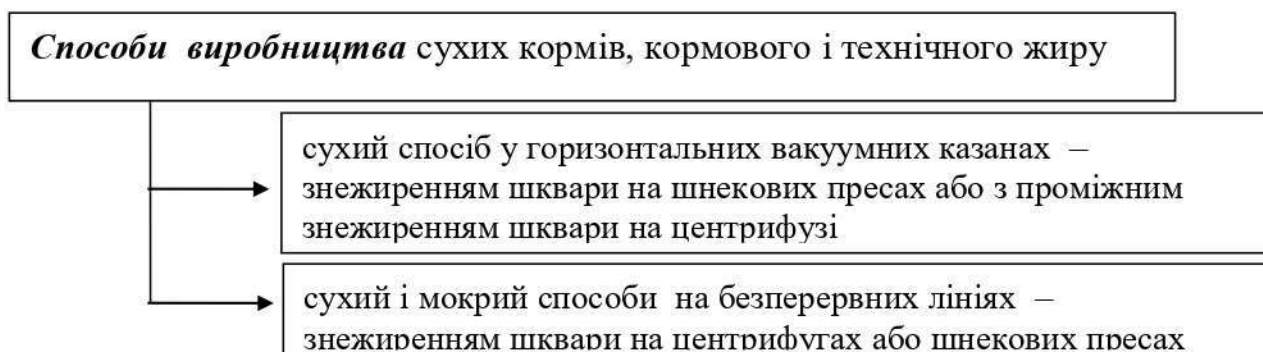 Способи виробництва сухих кормів, кормового і технічного жиру
сухий спосіб у горизонтальних вакуумних казанах –
знежиренням шквари на шнекових пресах або з проміжним
знежиренням шквари на центрифузі
сухий і мокрий способи на безперервних лініях –
знежиренням шквари на центрифугах або шнекових пресах